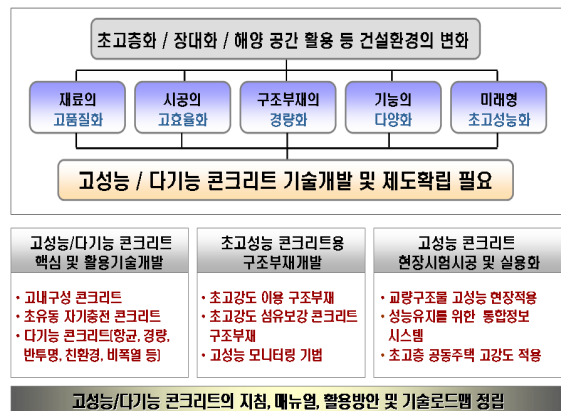 초고층화 / 장대화 / 해양 공간 활용 등 건설환경의 변화
재료의
고품질화
시공의
고효율화
구조부재의
경량화
기능의
다양화
미래형
초고성능화
고성능 / 다기능 콘크리트 기술개발 및 제도확립 필요
고성능/다기능 콘크리트
핵심 및 활용기술개발
• 고내구성 콘크리트
• 초유동 자기충전 콘크리트
• 다기능 콘크리트(항균, 경량,
반투명, 친환경, 비폭열 등)
초고성능 콘크리트용
구조부재개발
• 초고강도 이용 구조부재
• 초고강도 섬유보강 콘크리트
구조부재
• 고성능 모니터링 기법
고성능 콘크리트
현장시험시공 및 실용화
• 교량구조물 고성능 현장적용
• 성능유지를 위한 통합정보
시스템
• 초고층 공동주택 고강도 적용
고성능/다기능 콘크리트의 지침, 매뉴얼, 활용방안 및 기술로드맵 정립